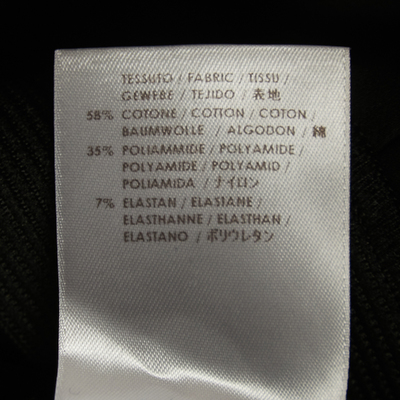 TESSUTO / FABRIC / TISSU /
GEWEBE / TEJIDO / 表地
58% COTONE / COTTON / COTON /
BAUMWOLLE / ALGODON / 綿
35% POLIAMMIDE / POLYAMIDE /
POLYAMIDE / POLYAMID /
POLIAMIDA / ナイロン
7% ELASTAN / ELASTANE /
ELASTHANNE / ELASTHAN /
ELASTANO / ポリウレタン